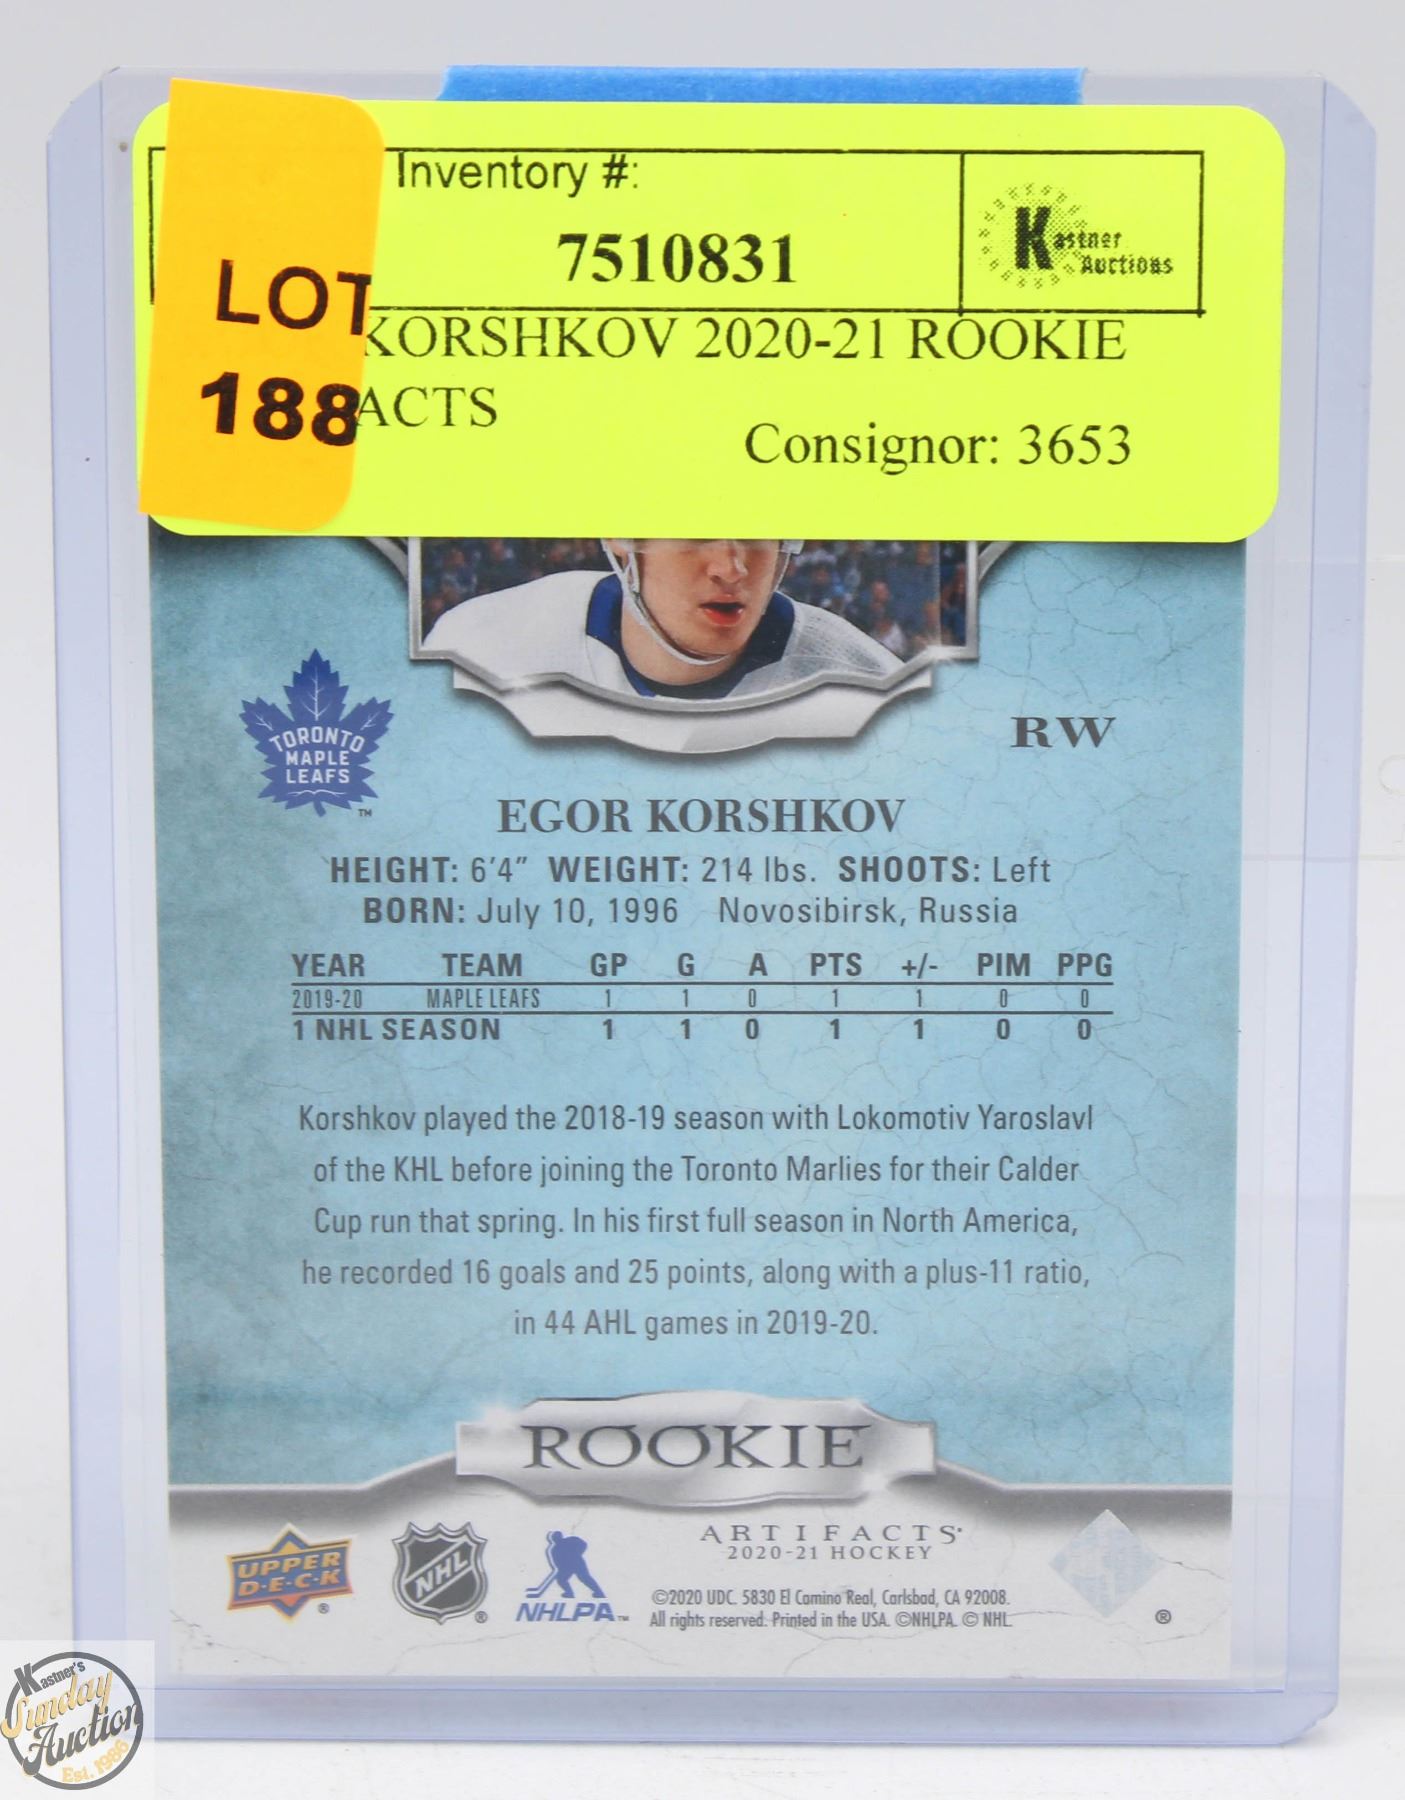 Inventory #:
7510831
Kastner
Auctions
LOT
188
KORSHKOV 2020-21 ROOKIE
ACTS
Consignor: 3653
TORONTO
MAPLE
LEAFS
TM
RW
EGOR KORSHKOV
HEIGHT: 6'4" WEIGHT: 214 lbs. SHOOTS: Left
BORN: July 10, 1996 Novosibirsk, Russia
YEAR TEAM GP G A PTS +/- PIM PPG
2019-20 MAPLE LEAFS 1 1 0 1 1 0 0
1 NHL SEASON 1 1 0 1 1 0 0
Korshkov played the 2018-19 season with Lokomotiv Yaroslavl
of the KHL before joining the Toronto Marlies for their Calder
Cup run that spring. In his first full season in North America,
he recorded 16 goals and 25 points, along with a plus-11 ratio,
in 44 AHL games in 2019-20.
ROOKIE
UPPER
D·E·C·K
®
NHL
®
NHLPA™
ARTIFACTS
2020-21 HOCKEY
©2020 UDC. 5830 El Camino Real, Carlsbad, CA 92008.
All rights reserved. Printed in the USA. ©NHLPA. © NHL.
®
Kastner's
Sunday
Auction
Est. 1986